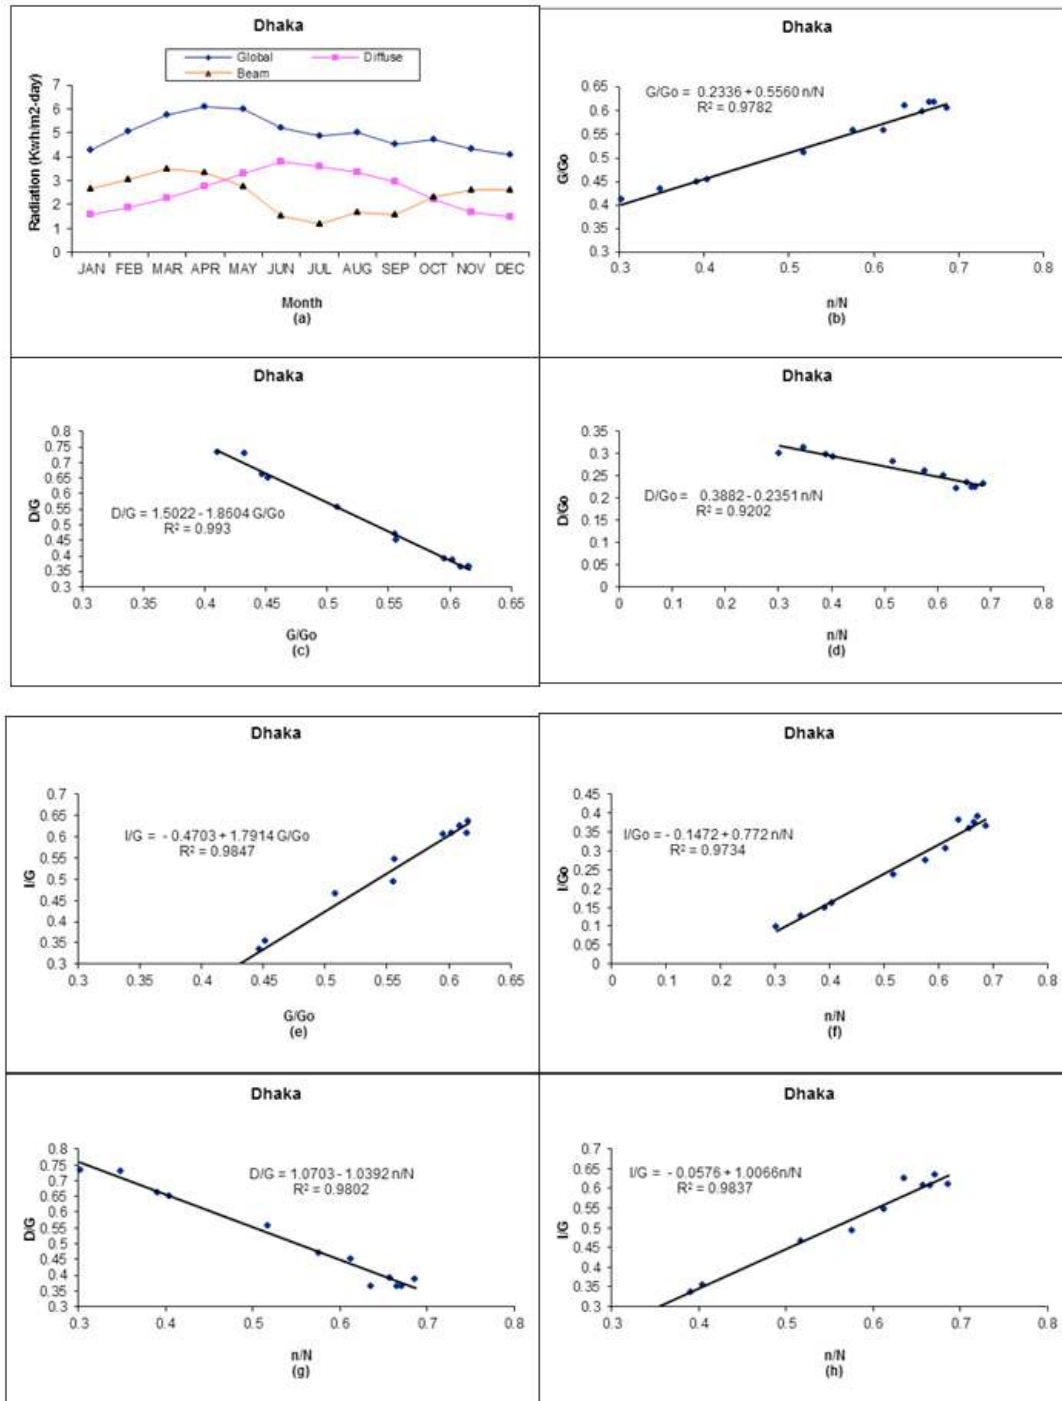 Dhaka
Global
Diffuse
Beam
Radiation (Kwh/m2-day)
7
6
5
4
3
2
1
0
JAN FEB MAR APR MAY JUN JUL AUG SEP OCT NOV DEC
Month
(a)
Dhaka
G/Go = 0.2336 + 0.5560 n/N
R² = 0.9782
G/Go
0.65
0.6
0.55
0.5
0.45
0.4
0.35
0.3
0.3 0.4 0.5 0.6 0.7 0.8
n/N
(b)
Dhaka
D/G = 1.5022 - 1.8604 G/Go
R² = 0.993
D/G
0.8
0.75
0.7
0.65
0.6
0.55
0.5
0.45
0.4
0.35
0.3
0.3 0.35 0.4 0.45 0.5 0.55 0.6 0.65
G/Go
(c)
Dhaka
D/Go = 0.3882 - 0.2351 n/N
R² = 0.9202
D/Go
0.35
0.3
0.25
0.2
0.15
0.1
0.05
0
0 0.1 0.2 0.3 0.4 0.5 0.6 0.7 0.8
n/N
(d)
Dhaka
I/G = - 0.4703 + 1.7914 G/Go
R² = 0.9847
I/G
0.7
0.65
0.6
0.55
0.5
0.45
0.4
0.35
0.3
0.3 0.35 0.4 0.45 0.5 0.55 0.6 0.65
G/Go
(e)
Dhaka
I/Go = - 0.1472 + 0.772 n/N
R² = 0.9734
I/Go
0.45
0.4
0.35
0.3
0.25
0.2
0.15
0.1
0.05
0
0 0.1 0.2 0.3 0.4 0.5 0.6 0.7 0.8
n/N
(f)
Dhaka
D/G = 1.0703 - 1.0392 n/N
R² = 0.9802
D/G
0.8
0.75
0.7
0.65
0.6
0.55
0.5
0.45
0.4
0.35
0.3
0.3 0.4 0.5 0.6 0.7 0.8
n/N
(g)
Dhaka
I/G = - 0.0576 + 1.0066n/N
R² = 0.9837
I/G
0.7
0.65
0.6
0.55
0.5
0.45
0.4
0.35
0.3
0.3 0.4 0.5 0.6 0.7 0.8
n/N
(h)